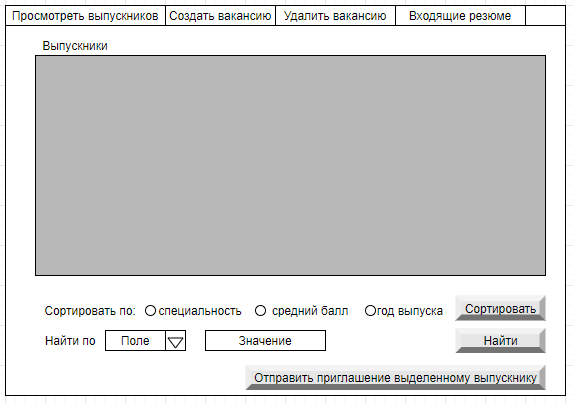 Просмотреть выпускников Создать вакансию Удалить вакансию Входящие резюме
Выпускники
Сортировать по: специальность средний балл год выпуска Сортировать
Найти по Поле Значение Найти
Отправить приглашение выделенному выпускнику